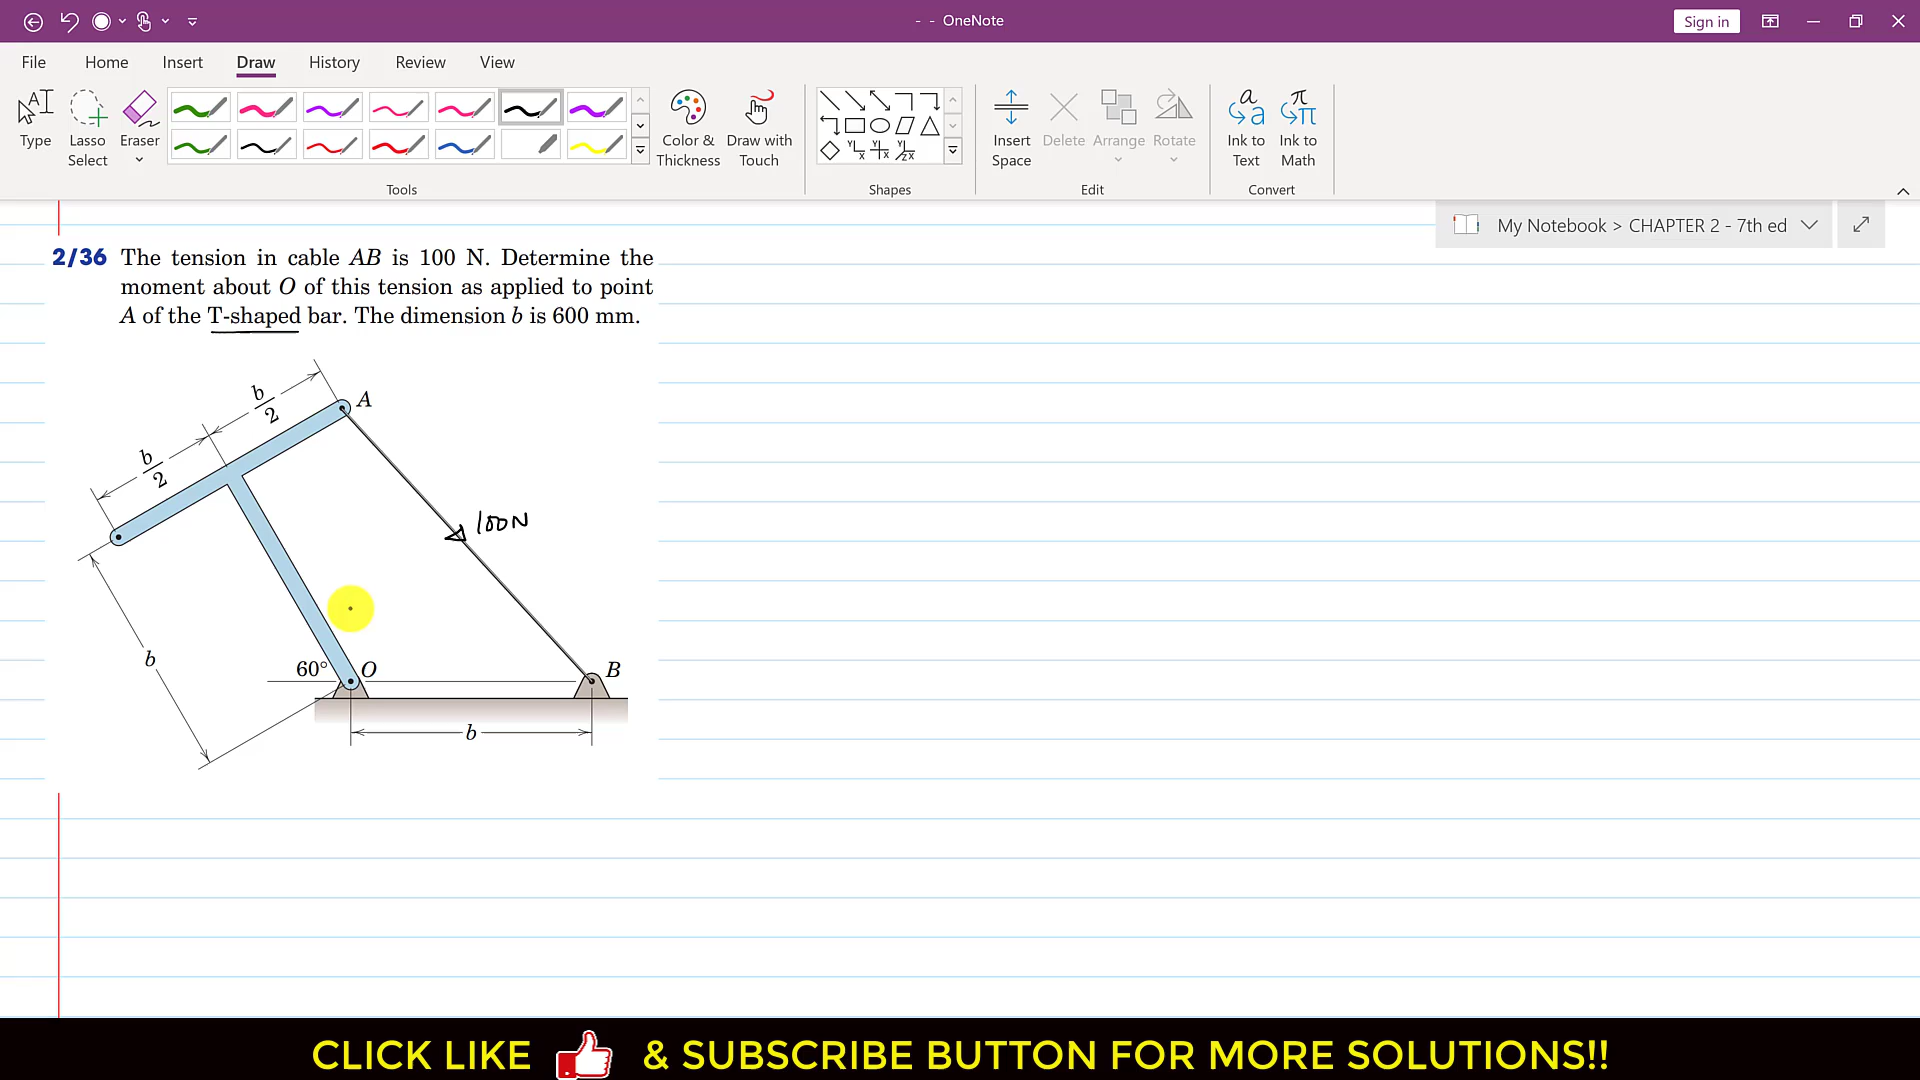 - - OneNote
Sign in
File Home Insert Draw History Review View
Type
Lasso Select
Eraser
Color & Thickness
Draw with Touch
Insert Space
Delete
Arrange
Rotate
Ink to Text
Ink to Math
Tools
Shapes
Edit
Convert
My Notebook > CHAPTER 2 - 7th ed
2/36 The tension in cable AB is 100 N. Determine the
moment about O of this tension as applied to point
A of the T-shaped bar. The dimension b is 600 mm.
b/2
A
b/2
100N
b
60° O
B
b
CLICK LIKE & SUBSCRIBE BUTTON FOR MORE SOLUTIONS!!